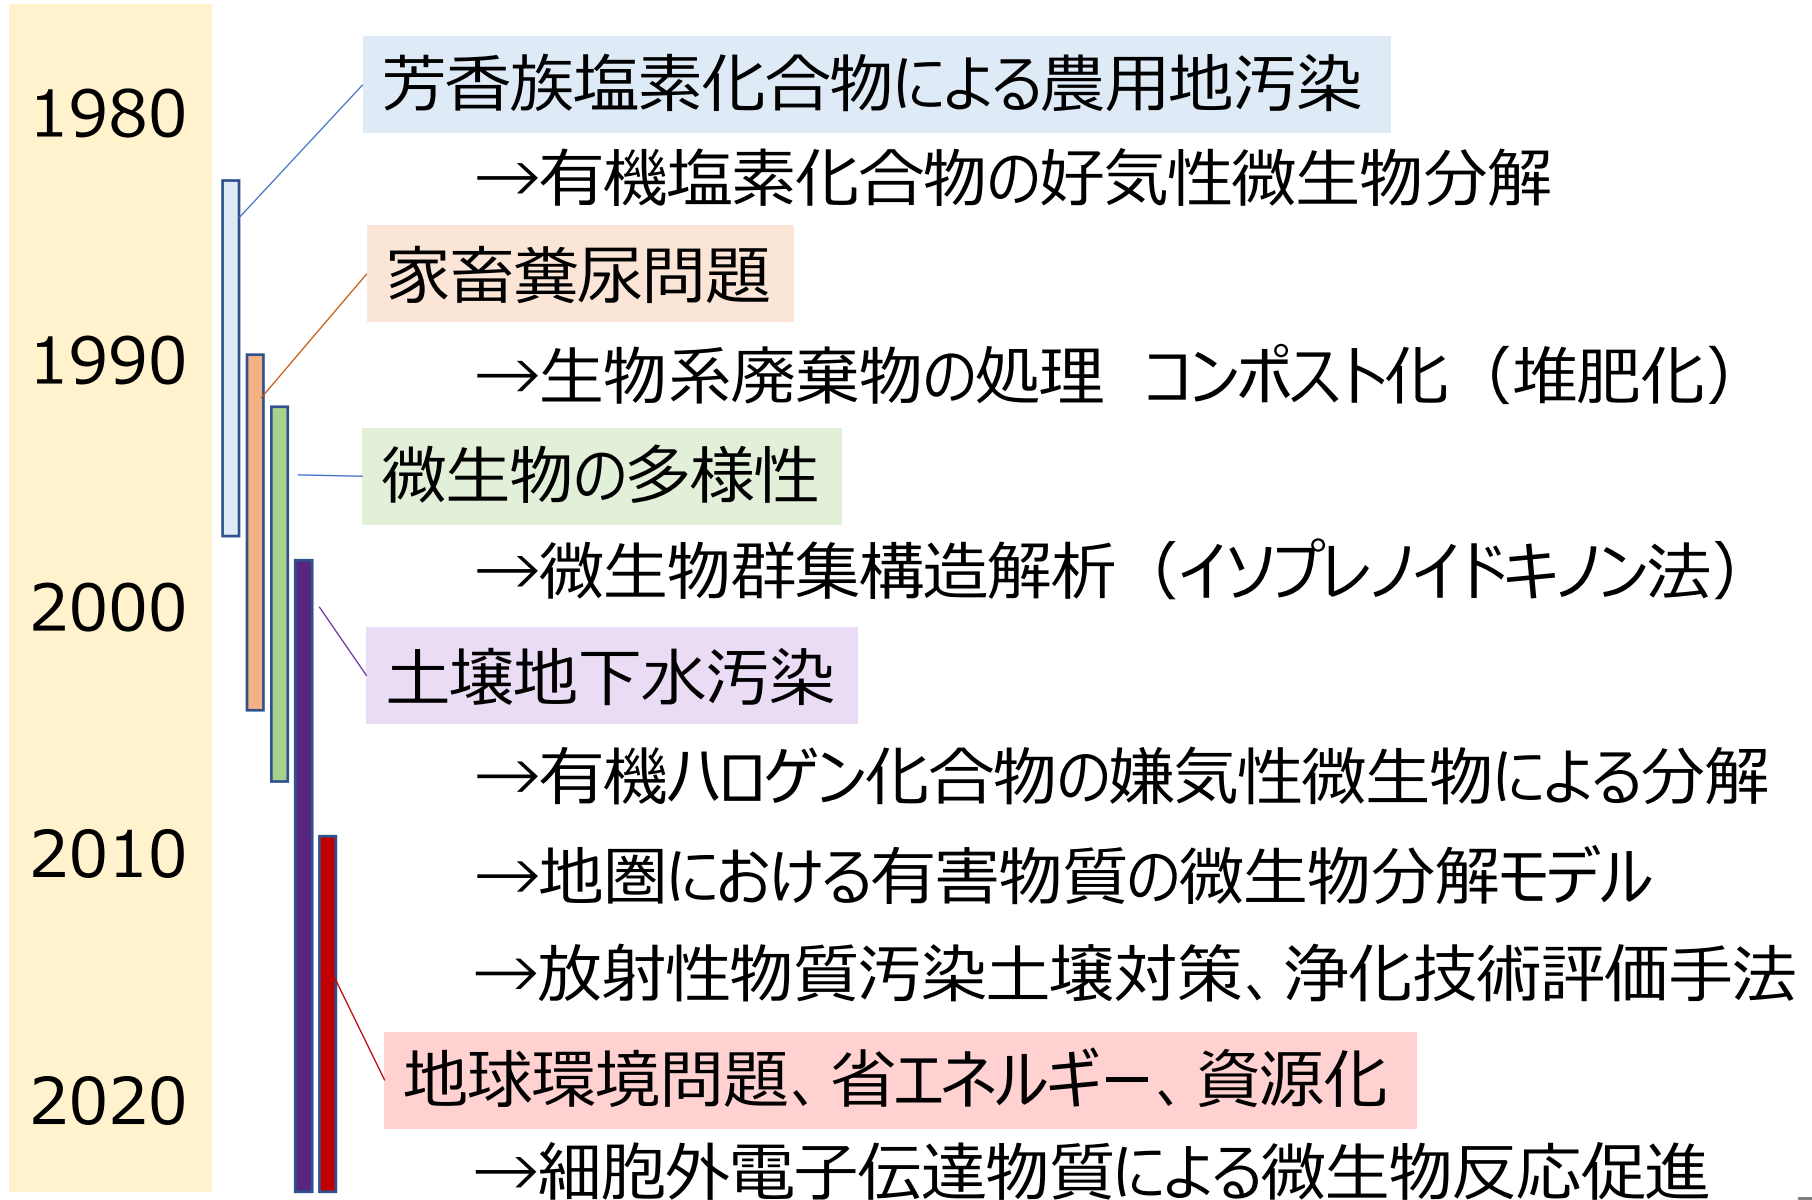 1980
芳香族塩素化合物による農用地汚染
→有機塩素化合物の好気性微生物分解
家畜糞尿問題
1990
→生物系廃棄物の処理　コンポスト化（堆肥化）
微生物の多様性
→微生物群集構造解析（イソプレノイドキノン法）
2000
土壌地下水汚染
→有機ハロゲン化合物の嫌気性微生物による分解
2010
→地圏における有害物質の微生物分解モデル
→放射性物質汚染土壌対策、浄化技術評価手法
地球環境問題、省エネルギー、資源化
2020
→細胞外電子伝達物質による微生物反応促進